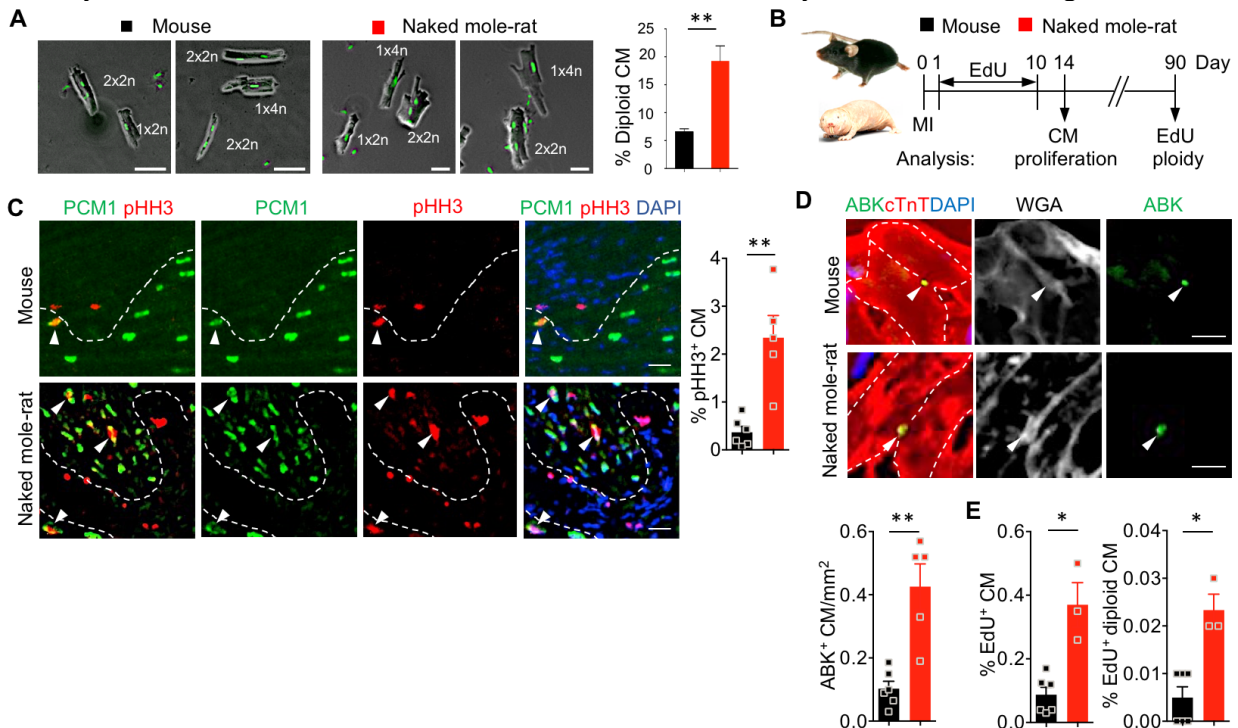 A
Mouse
Naked mole-rat
2x2n
1x2n
2x2n
1x4n
2x2n
1x4n
1x2n
2x2n
1x4n
2x2n
% Diploid CM
25
20
15
10
5
0
**
B
Mouse
Naked mole-rat
0 1 10 14 90 Day
EdU
MI
CM
proliferation
EdU
ploidy
Analysis:
C
PCM1 pHH3
PCM1
pHH3
PCM1 pHH3 DAPI
Mouse
Naked mole-rat
% pHH3+ CM
4
3
2
1
0
**
D
ABKcTnTDAPI
WGA
ABK
Mouse
Naked mole-rat
ABK+ CM/mm2
0.6
0.4
0.2
0.0
**
E
% EdU+ CM
0.6
0.4
0.2
0.0
*
% EdU+ diploid CM
0.04
0.03
0.02
0.01
0.00
*